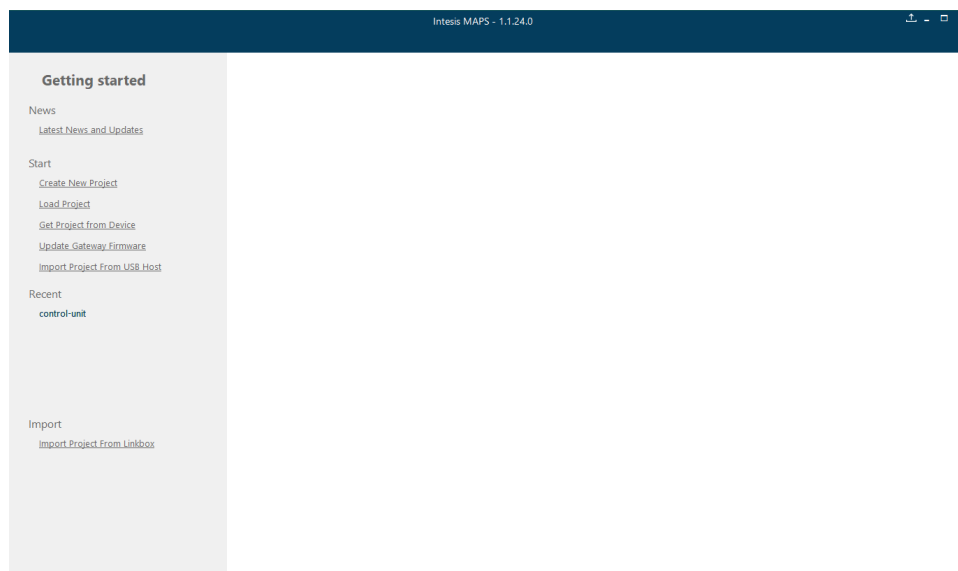 Intesis MAPS - 1.1.24.0
Getting started
News
Latest News and Updates
Start
Create New Project
Load Project
Get Project from Device
Update Gateway Firmware
Import Project From USB Host
Recent
control-unit
Import
Import Project From Linkbox